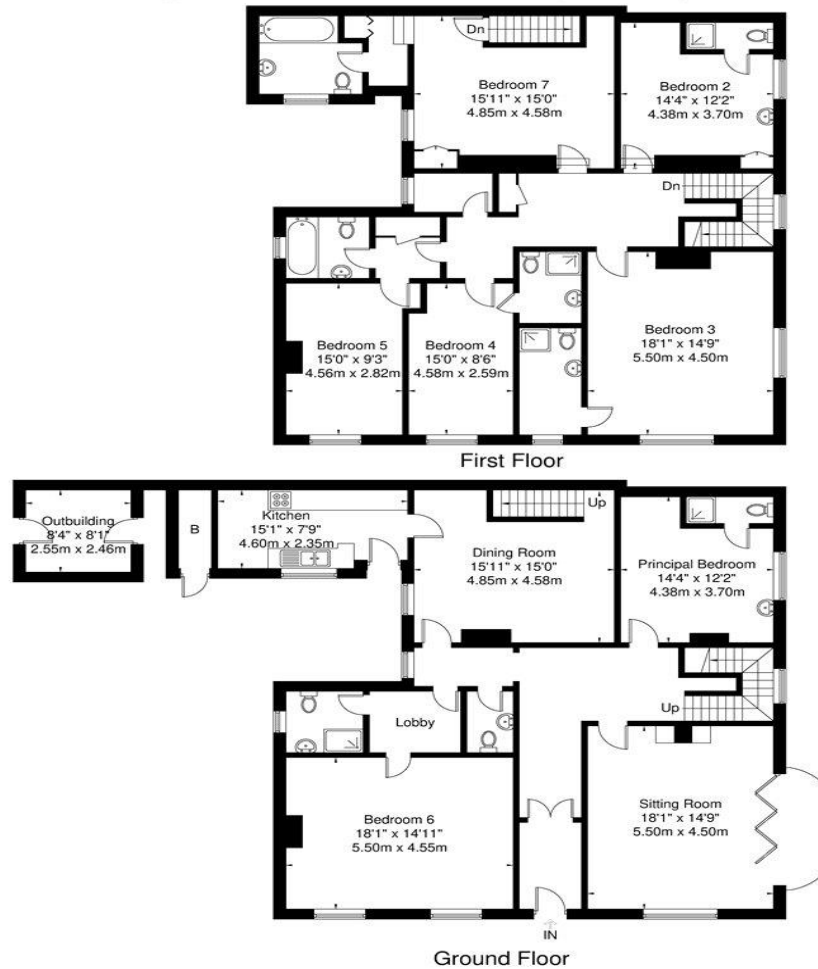 Dn
Bedroom 7
15'11" x 15'0"
4.85m x 4.58m
Bedroom 2
14'4" x 12'2"
4.38m x 3.70m
Dn
Bedroom 5
15'0" x 9'3"
4.56m x 2.82m
Bedroom 4
15'0" x 8'6"
4.58m x 2.59m
Bedroom 3
18'1" x 14'9"
5.50m x 4.50m
First Floor
Outbuilding
8'4" x 8'1"
2.55m x 2.46m
B
Kitchen
15'1" x 7'9"
4.60m x 2.35m
Up
Dining Room
15'11" x 15'0"
4.85m x 4.58m
Principal Bedroom
14'4" x 12'2"
4.38m x 3.70m
Up
Lobby
Bedroom 6
18'1" x 14'11"
5.50m x 4.55m
Sitting Room
18'1" x 14'9"
5.50m x 4.50m
IN
Ground Floor